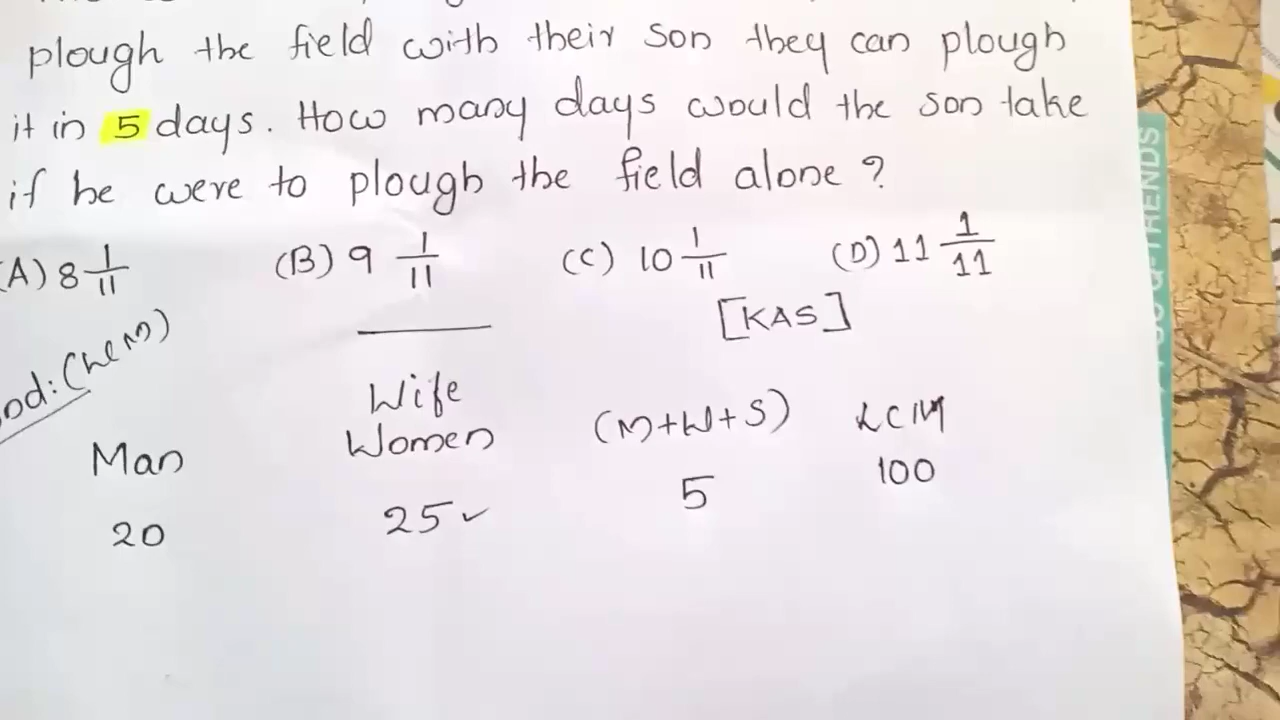 plough the field with their son they can plough
it in 5 days. How many days would the son take
if he were to plough the field alone ?
(A) 8 1/11 (B) 9 1/11 (C) 10 1/11 (D) 11 1/11
[KAS]
Man Wife Women (M+W+S) LCM
20 25✓ 5 100
TRENDS